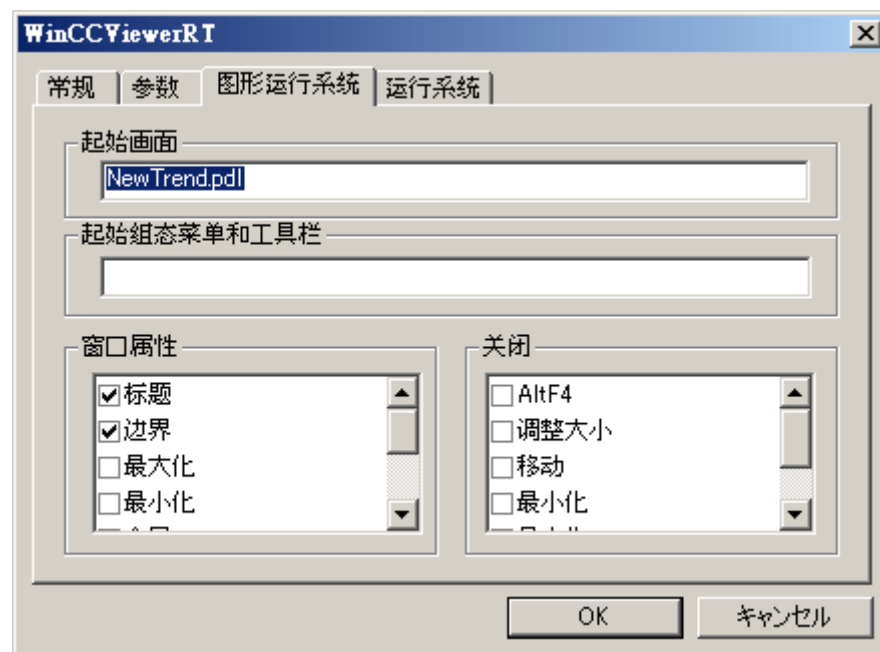 WinCCViewerRT
常规 参数 图形运行系统 运行系统
起始画面
NewTrend.pdl
起始组态菜单和工具栏
窗口属性
标题
边界
最大化
最小化
关闭
AltF4
调整大小
移动
最小化
OK キャンセル